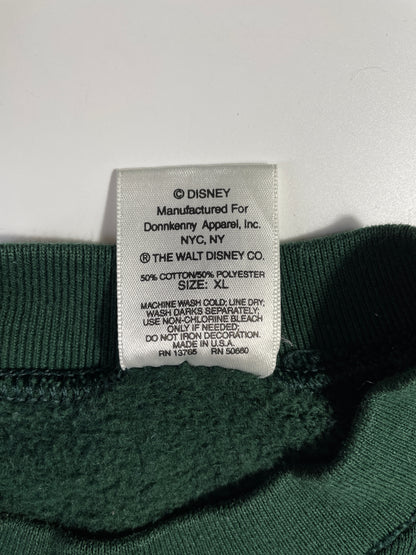 © DISNEY
Manufactured For
Donnkenny Apparel, Inc.
NYC, NY
® THE WALT DISNEY CO.
50% COTTON/50% POLYESTER
SIZE: XL
MACHINE WASH COLD; LINE DRY;
WASH DARKS SEPARATELY;
USE NON-CHLORINE BLEACH
ONLY IF NEEDED;
DO NOT IRON DECORATION.
MADE IN U.S.A.
RN 13765 RN 50660